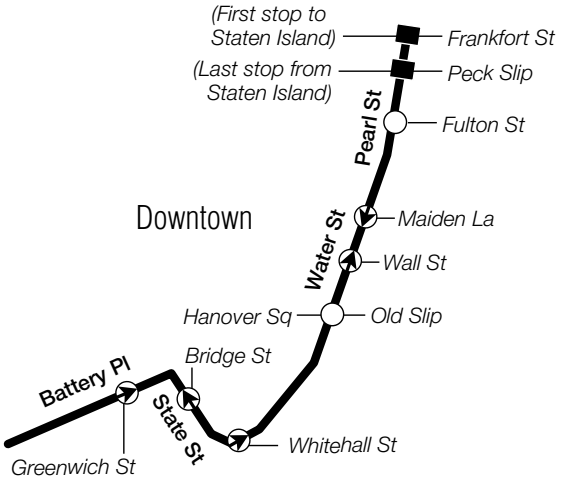 (First stop to
Staten Island)
Frankfort St
(Last stop from
Staten Island)
Peck Slip
Pearl St
Fulton St
Downtown
Maiden La
Water St
Wall St
Hanover Sq
Old Slip
Bridge St
Battery Pl
State St
Whitehall St
Greenwich St